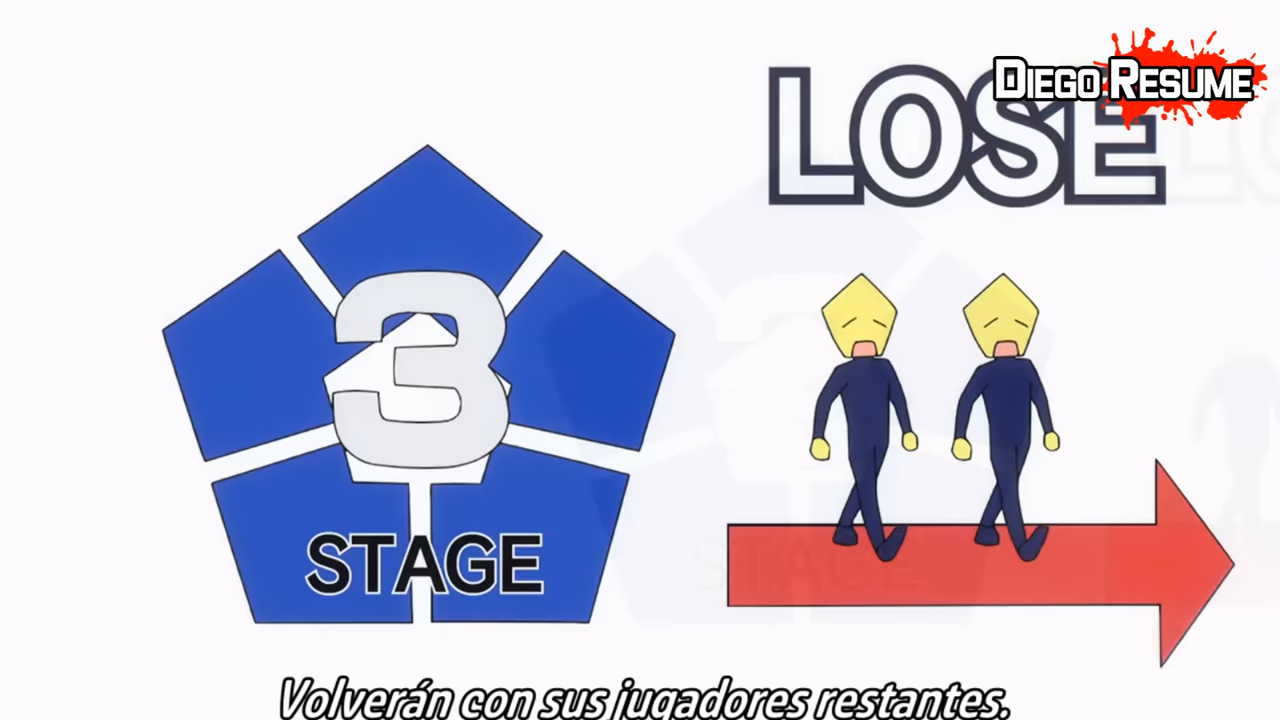 LOSE
DIEGO RESUME
3
STAGE
Volverán con sus jugadores restantes.